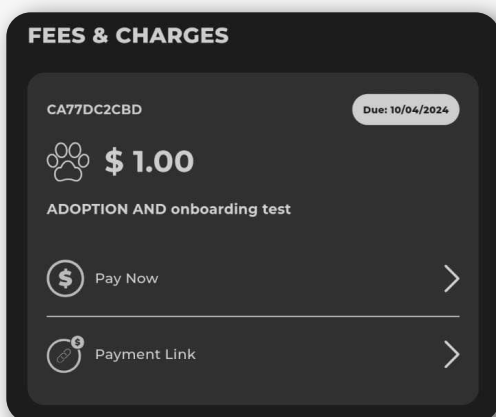 FEES & CHARGES
CA77DC2CBD
Due: 10/04/2024
$ 1.00
ADOPTION AND onboarding test
$ Pay Now
$ Payment Link